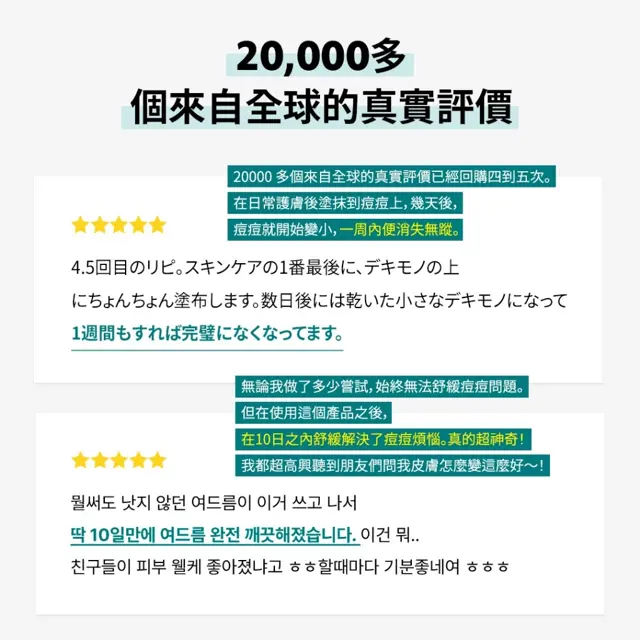 20,000多
個來自全球的真實評價
20000 多個來自全球的真實評價已經回購四到五次。
在日常護膚後塗抹到痘痘上，幾天後，
痘痘就開始變小，一周內便消失無蹤。
4.5回目のリピ。スキンケアの1番最後に、デキモノの上
にちょんちょん塗布します。数日後には乾いた小さなデキモノになって
1週間もすれば完璧になくなってます。
無論我做了多少嘗試，始終無法舒緩痘痘問題。
但在使用這個產品之後，
在10日之內舒緩解決了痘痘煩惱。真的超神奇！
我都超高興聽到朋友們問我皮膚怎麼變這麼好～！
뭘써도 낫지 않던 여드름이 이거 쓰고 나서
딱 10일만에 여드름 완전 깨끗해졌습니다. 이건 뭐..
친구들이 피부 웰케 좋아졌냐고 ㅎㅎ할때마다 기분좋네여 ㅎㅎㅎ